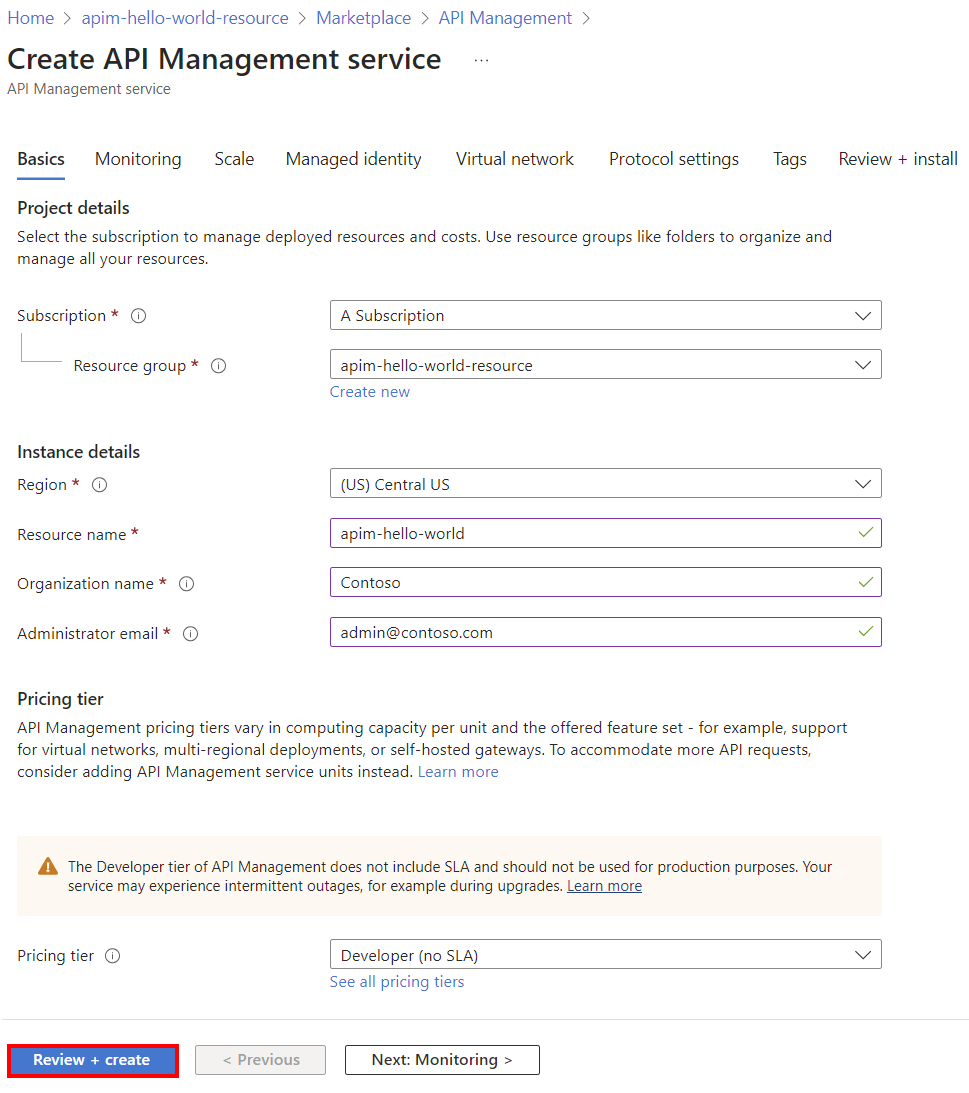 Home > apim-hello-world-resource > Marketplace > API Management >
Create API Management service ...
API Management service
Basics Monitoring Scale Managed identity Virtual network Protocol settings Tags Review + install
Project details
Select the subscription to manage deployed resources and costs. Use resource groups like folders to organize and
manage all your resources.
Subscription * A Subscription
Resource group * apim-hello-world-resource
Create new
Instance details
Region * (US) Central US
Resource name * apim-hello-world
Organization name * Contoso
Administrator email * admin@contoso.com
Pricing tier
API Management pricing tiers vary in computing capacity per unit and the offered feature set - for example, support
for virtual networks, multi-regional deployments, or self-hosted gateways. To accommodate more API requests,
consider adding API Management service units instead. Learn more
The Developer tier of API Management does not include SLA and should not be used for production purposes. Your
service may experience intermittent outages, for example during upgrades. Learn more
Pricing tier Developer (no SLA)
See all pricing tiers
Review + create < Previous Next: Monitoring >